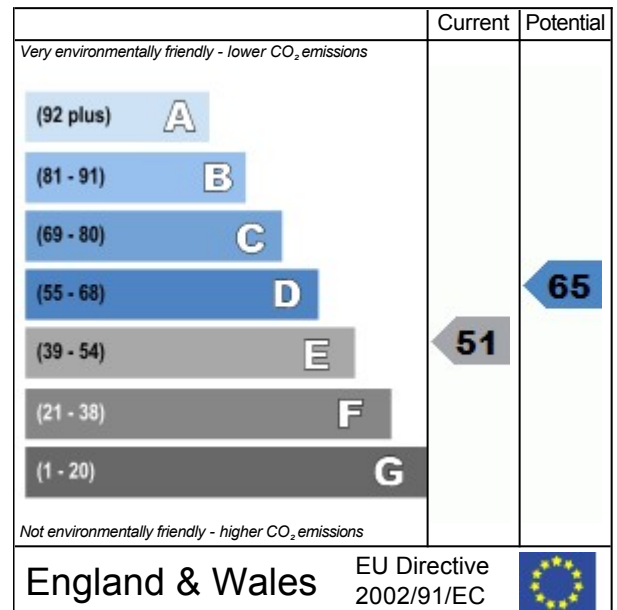 Current Potential
Very environmentally friendly - lower CO₂ emissions
(92 plus) A
(81 - 91) B
(69 - 80) C
(55 - 68) D
65
(39 - 54) E
51
(21 - 38) F
(1 - 20) G
Not environmentally friendly - higher CO₂ emissions
England & Wales
EU Directive
2002/91/EC